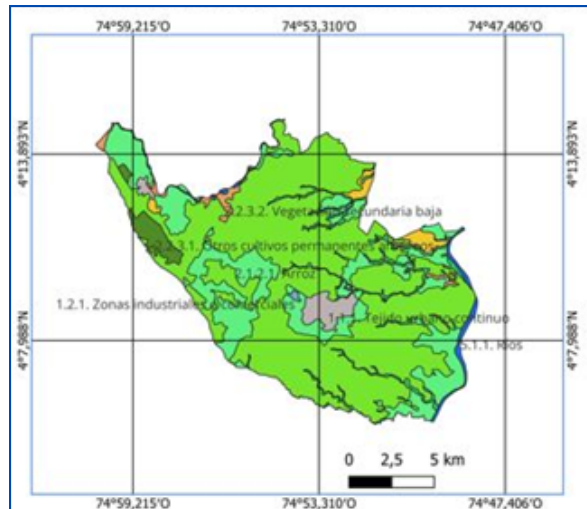 74°59,215'O 74°53,310'O 74°47,406'O
4°13,893'N 4°13,893'N
2.3.2. Vegetación secundaria baja
2.2.3.1. Otros cultivos permanentes
2.1.2.1. Arroz
1.2.1. Zonas industriales o comerciales
1.1.1. Tejido urbano continuo
4°7,988'N 4°7,988'N
5.1.1. Ríos
0 2,5 5 km
74°59,215'O 74°53,310'O 74°47,406'O